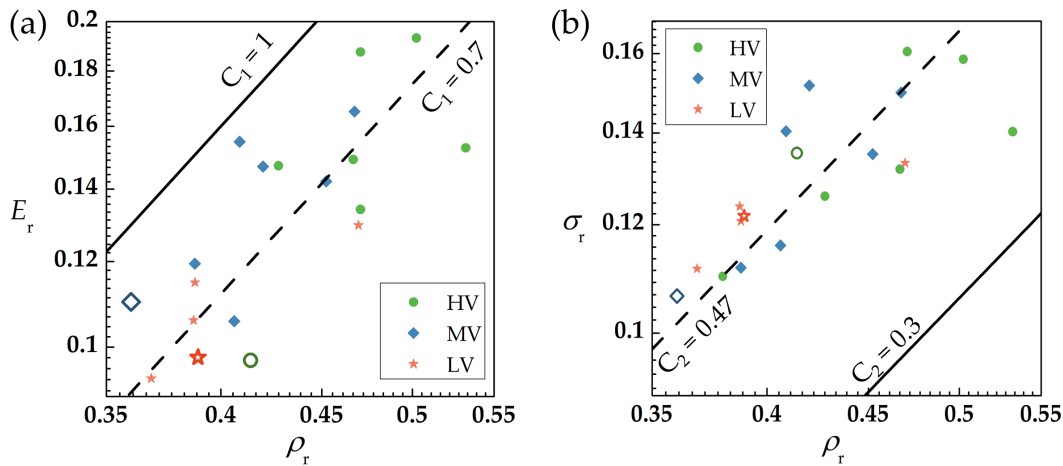 (a)
0.2
0.18
0.16
0.14
0.12
0.1
E_r
C_1 = 1
C_1 = 0.7
HV
MV
LV
0.35
0.4
0.45
0.5
0.55
ρ_r
(b)
0.16
0.14
0.12
0.1
σ_r
HV
MV
LV
C_2 = 0.47
C_2 = 0.3
0.35
0.4
0.45
0.5
0.55
ρ_r